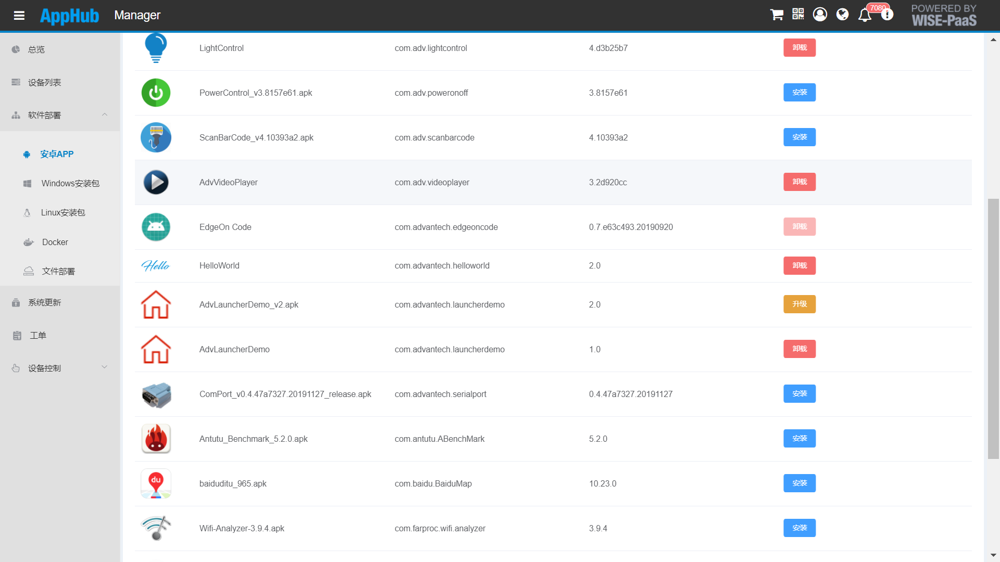 AppHub Manager
7080
POWERED BY
WISE-PaaS
总览
设备列表
软件部署
安卓APP
Windows安装包
Linux安装包
Docker
文件部署
系统更新
工单
设备控制
LightControl com.adv.lightcontrol 4.d3b25b7 卸载
PowerControl_v3.8157e61.apk com.adv.poweronoff 3.8157e61 安装
ScanBarCode_v4.10393a2.apk com.adv.scanbarcode 4.10393a2 安装
AdvVideoPlayer com.adv.videoplayer 3.2d920cc 卸载
EdgeOn Code com.advantech.edgeoncode 0.7.e63c493.20190920 卸载
Hello HelloWorld com.advantech.helloworld 2.0 卸载
AdvLauncherDemo_v2.apk com.advantech.launcherdemo 2.0 升级
AdvLauncherDemo com.advantech.launcherdemo 1.0 卸载
ComPort_v0.4.47a7327.20191127_release.apk com.advantech.serialport 0.4.47a7327.20191127 安装
Antutu_Benchmark_5.2.0.apk com.antutu.ABenchMark 5.2.0 安装
du baiduditu_965.apk com.baidu.BaiduMap 10.23.0 安装
Wifi-Analyzer-3.9.4.apk com.farproc.wifi.analyzer 3.9.4 安装